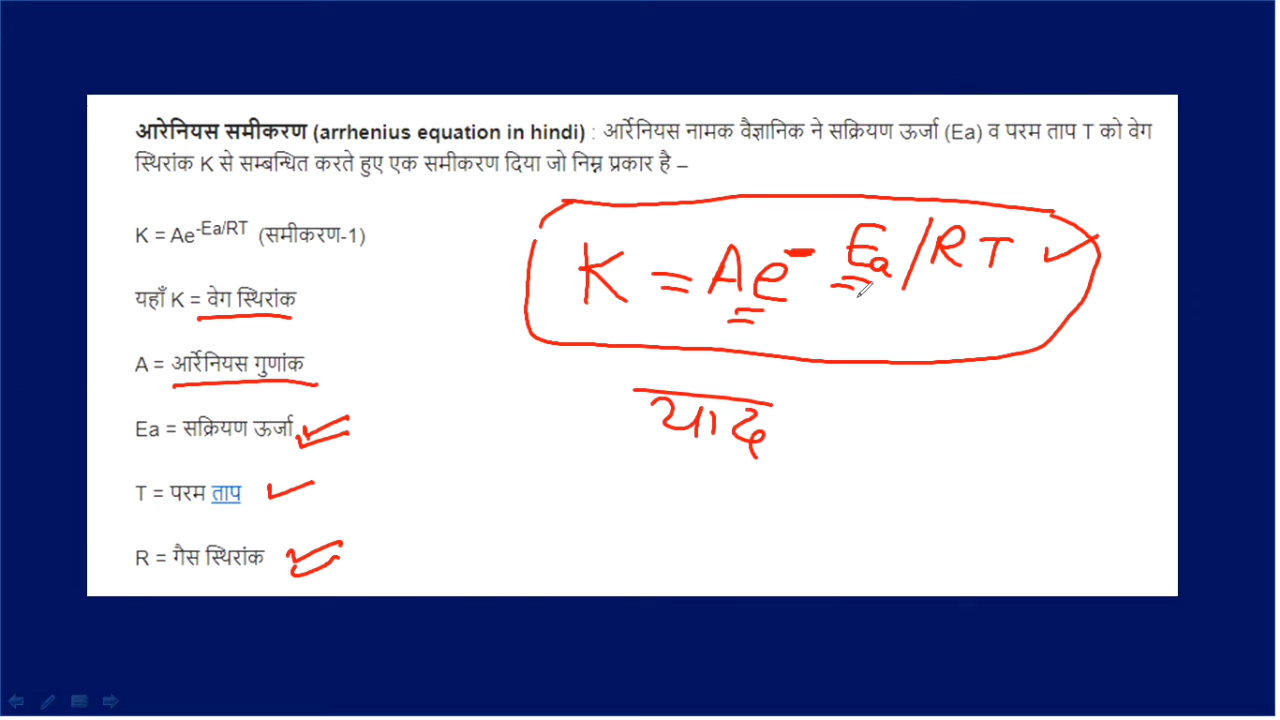 आरेनियस समीकरण (arrhenius equation in hindi) : आर्रेनियस नामक वैज्ञानिक ने सक्रियण ऊर्जा (Ea) व परम ताप T को वेग
स्थिरांक K से सम्बन्धित करते हुए एक समीकरण दिया जो निम्न प्रकार है –
K = Ae-Ea/RT (समीकरण-1)
K = Ae- Ea/RT
यहाँ K = वेग स्थिरांक
A = आर्रेनियस गुणांक
याद
Ea = सक्रियण ऊर्जा
T = परम ताप
R = गैस स्थिरांक